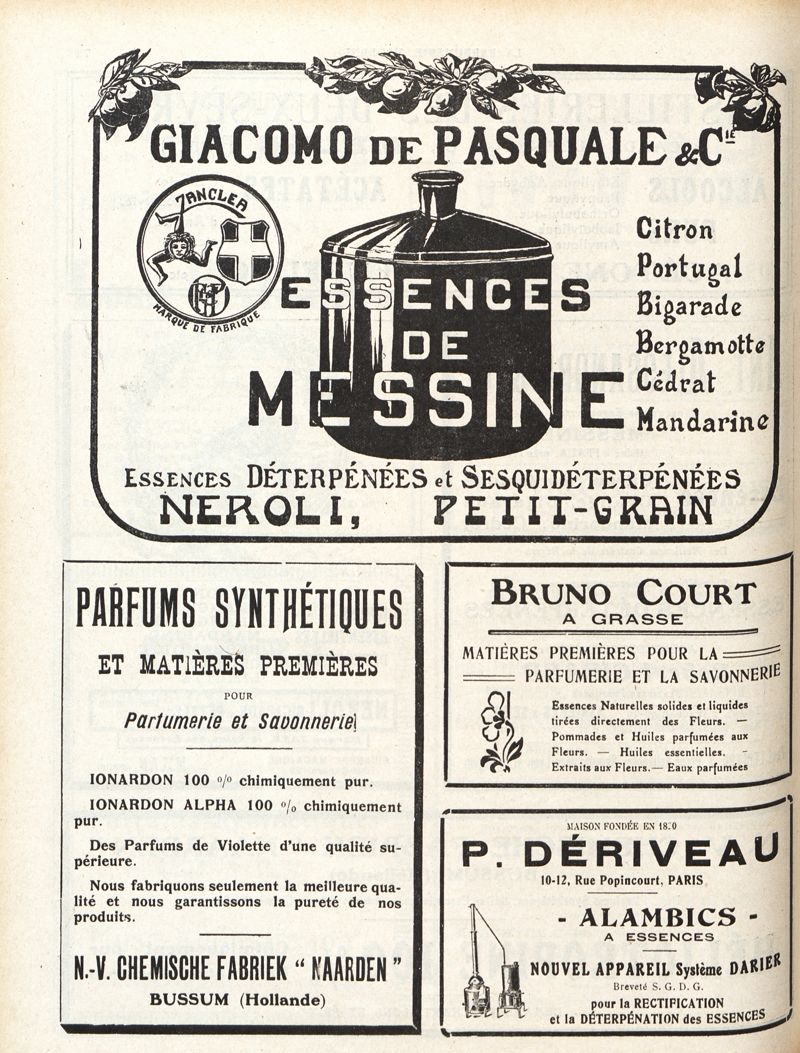 GIACOMO DE PASQUALE & Cie
ZANCLEA
MARQUE DE FABRIQUE
ESSENCES
DE
MESSINE
Citron
Portugal
Bigarade
Bergamotte
Cédrat
Mandarine
ESSENCES DÉTERPÉNÉES et SESQUIDÉTERPÉNÉES
NEROLI, PETIT-GRAIN
PARFUMS SYNTHÉTIQUES
ET MATIÈRES PREMIÈRES
POUR
Parfumerie et Savonnerie
IONARDON 100 % chimiquement pur.
IONARDON ALPHA 100 % chimiquement
pur.
Des Parfums de Violette d'une qualité su-
périeure.
Nous fabriquons seulement la meilleure qua-
lité et nous garantissons la pureté de nos
produits.
N.-V. CHEMISCHE FABRIEK "NAARDEN"
BUSSUM (Hollande)
BRUNO COURT
A GRASSE
MATIÈRES PREMIÈRES POUR LA
PARFUMERIE ET LA SAVONNERIE
Essences Naturelles solides et liquides
tirées directement des Fleurs. —
Pommades et Huiles parfumées aux
Fleurs. — Huiles essentielles. -
Extraits aux Fleurs. — Eaux parfumées
MAISON FONDÉE EN
P. DÉRIVEAU
10-12, Rue Popincourt, PARIS
- ALAMBICS -
A ESSENCES
NOUVEL APPAREIL Système DARIER
Breveté S. G. D. G.
pour la RECTIFICATION
et la DÉTERPÉNATION des ESSENCES